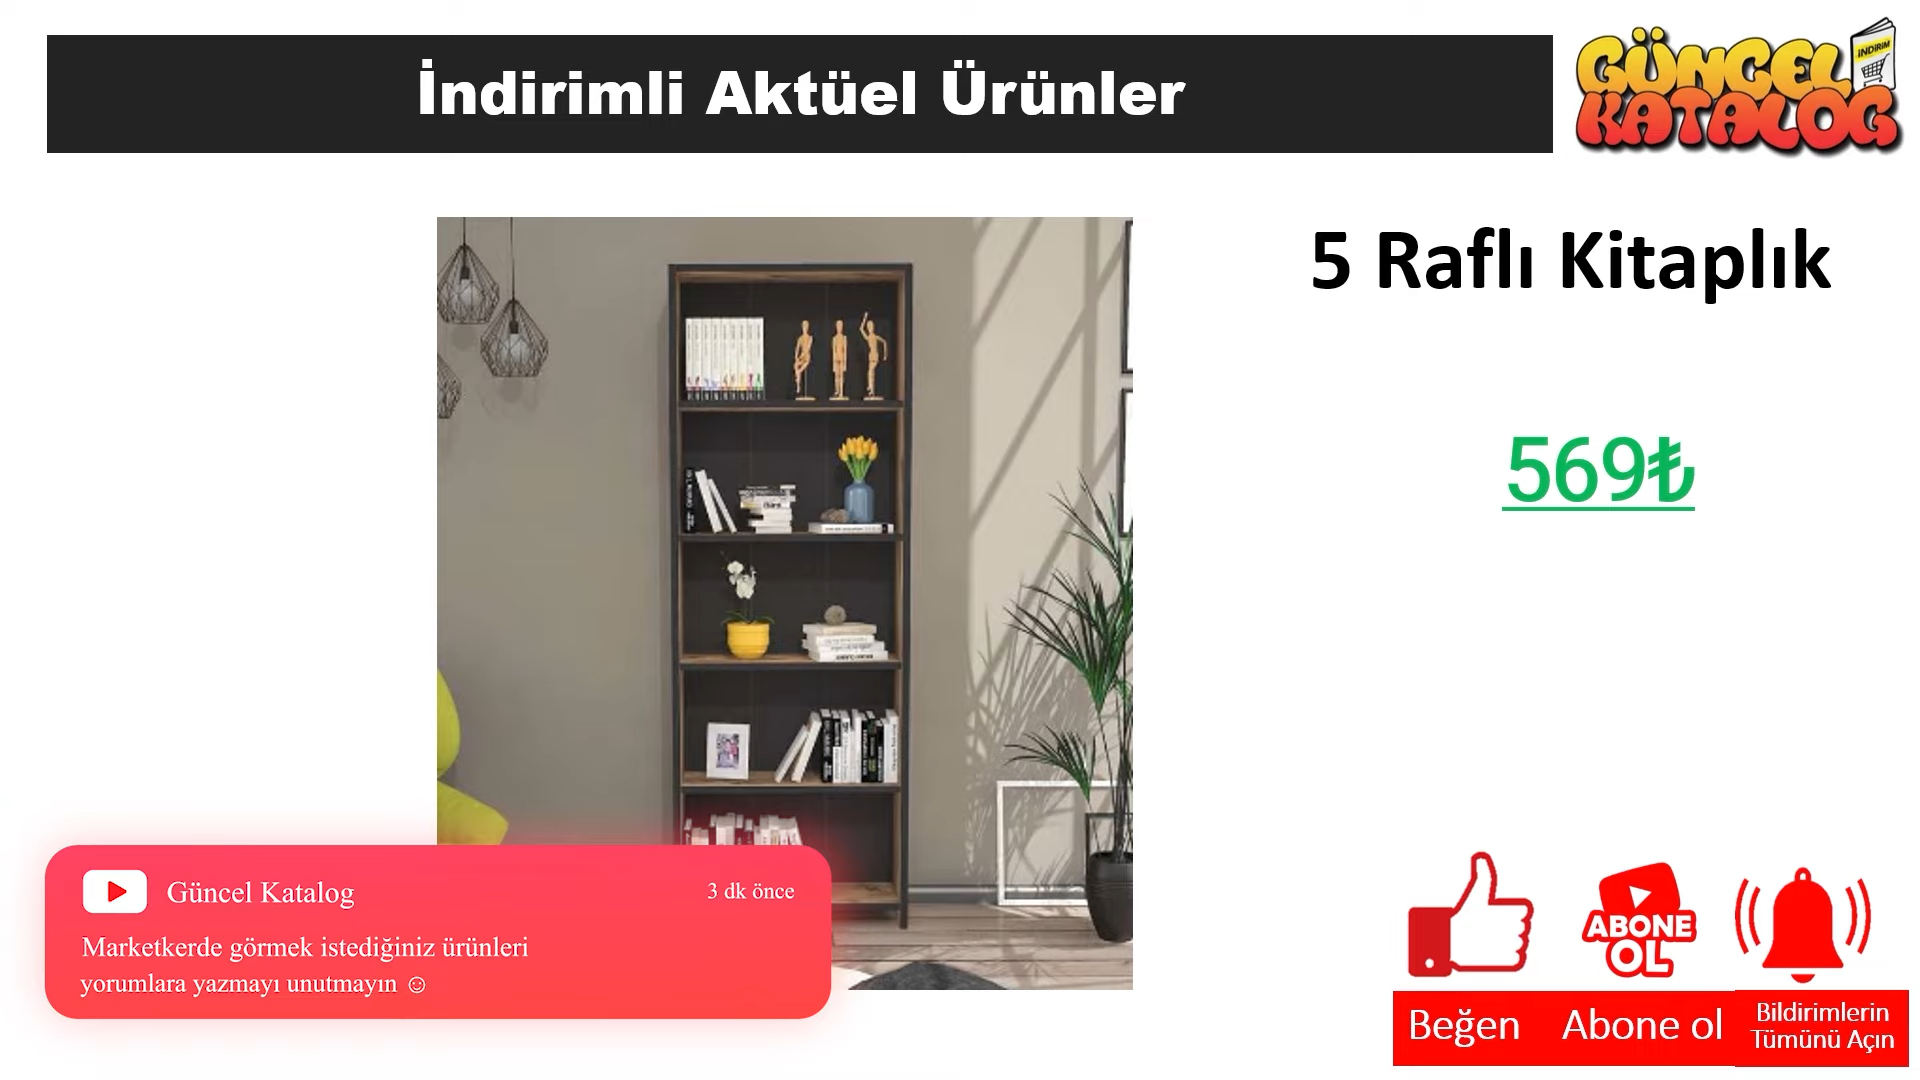 İndirimli Aktüel Ürünler
GÜNCEL
KATALOG
İNDİRİM
5 Raflı Kitaplık
569₺
Güncel Katalog
3 dk önce
Marketkerde görmek istediğiniz ürünleri
yorumlara yazmayı unutmayın ☺
ABONE
OL
Beğen
Abone ol
Bildirimlerin
Tümünü Açın